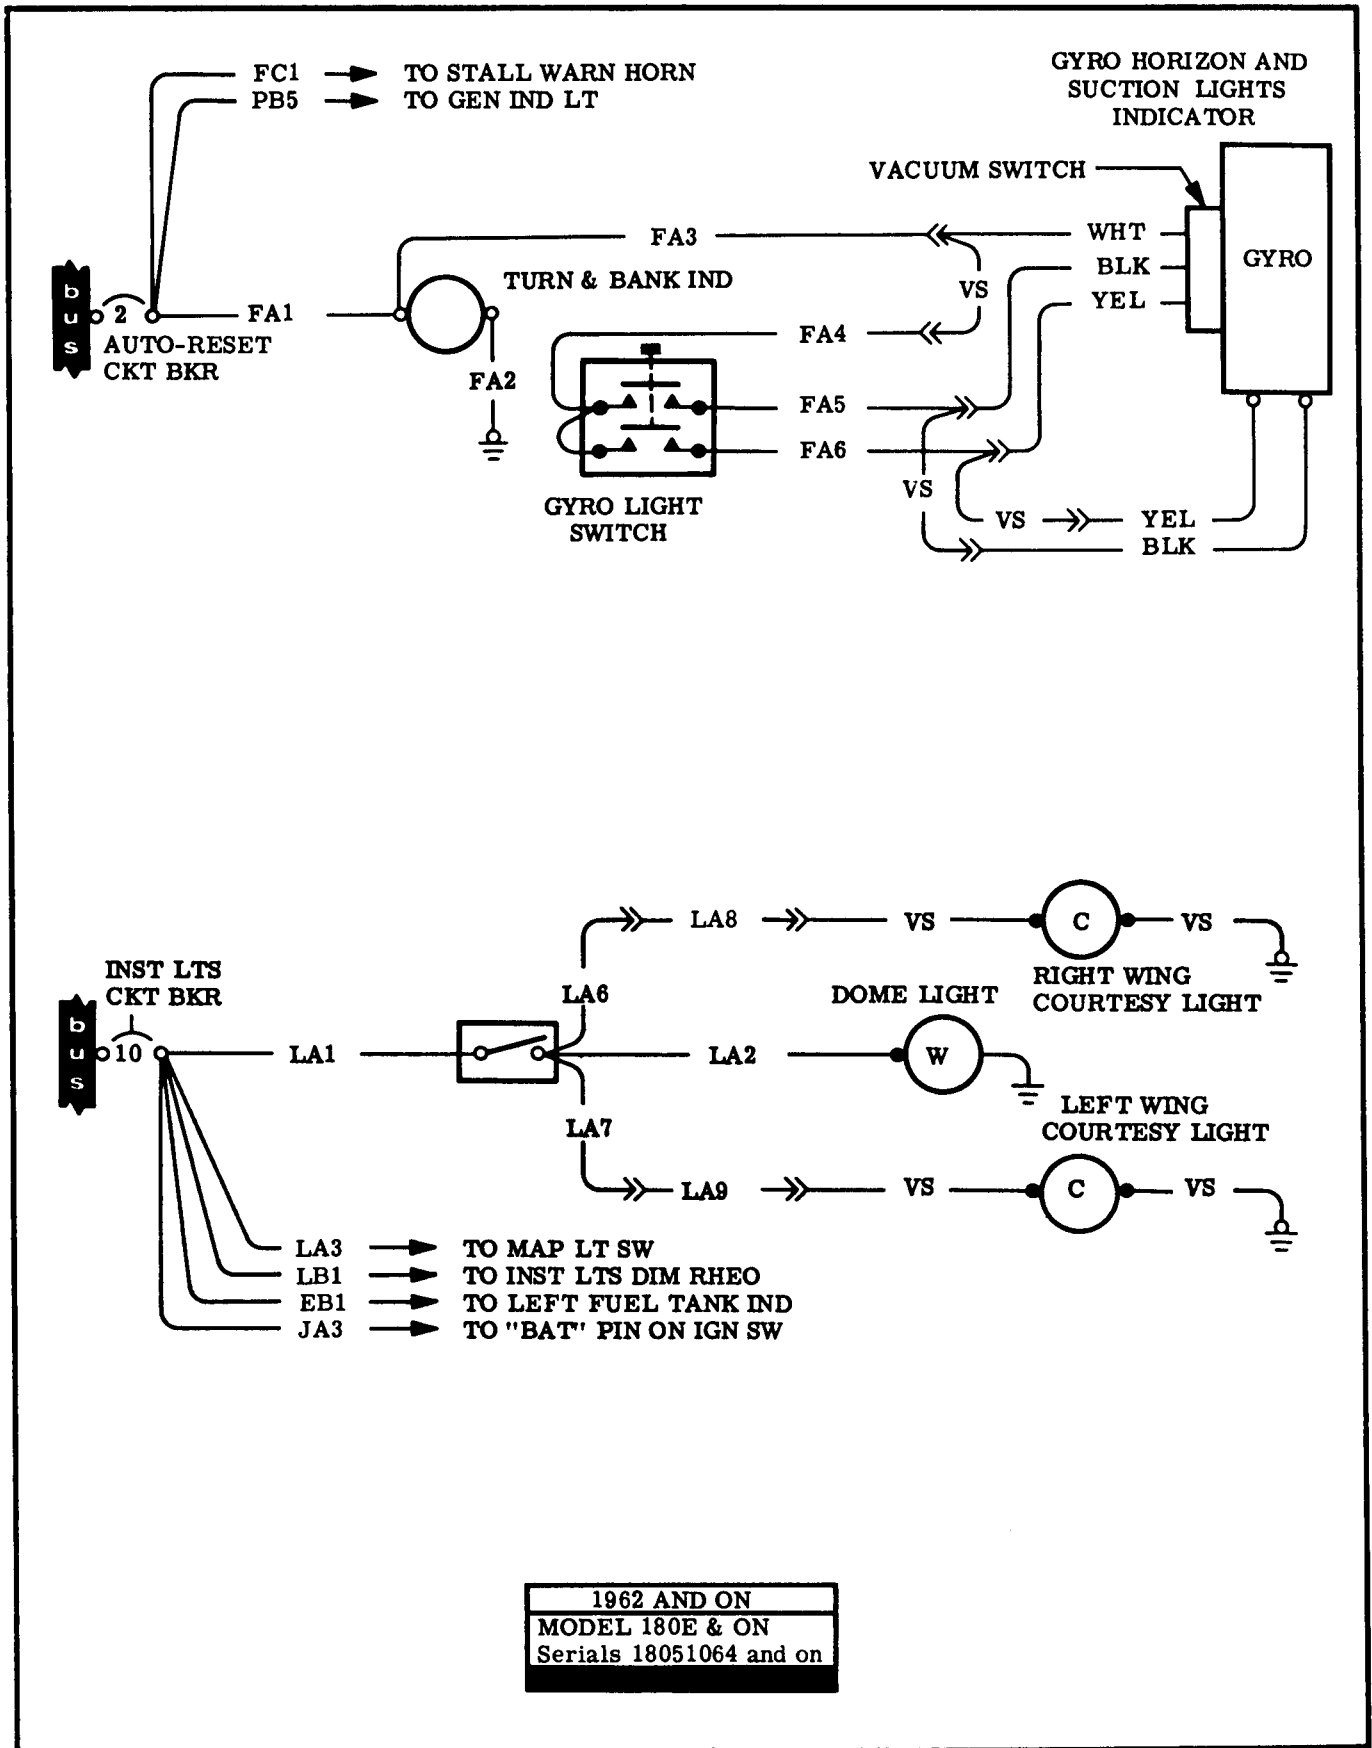 FC1 TO STALL WARN HORN
PB5 TO GEN IND LT
GYRO HORIZON AND
SUCTION LIGHTS
INDICATOR
VACUUM SWITCH
FA3
WHT
BLK
YEL
GYRO
TURN & BANK IND
VS
bus
2
FA1
AUTO-RESET
CKT BKR
FA2
FA4
FA5
FA6
GYRO LIGHT
SWITCH
VS
VS
YEL
BLK
LA8
VS
C
VS
RIGHT WING
COURTESY LIGHT
INST LTS
CKT BKR
LA6
DOME LIGHT
bus
10
LA1
LA2
W
LA7
LEFT WING
COURTESY LIGHT
LA9
VS
C
VS
LA3 TO MAP LT SW
LB1 TO INST LTS DIM RHEO
EB1 TO LEFT FUEL TANK IND
JA3 TO "BAT" PIN ON IGN SW
1962 AND ON
MODEL 180E & ON
Serials 18051064 and on